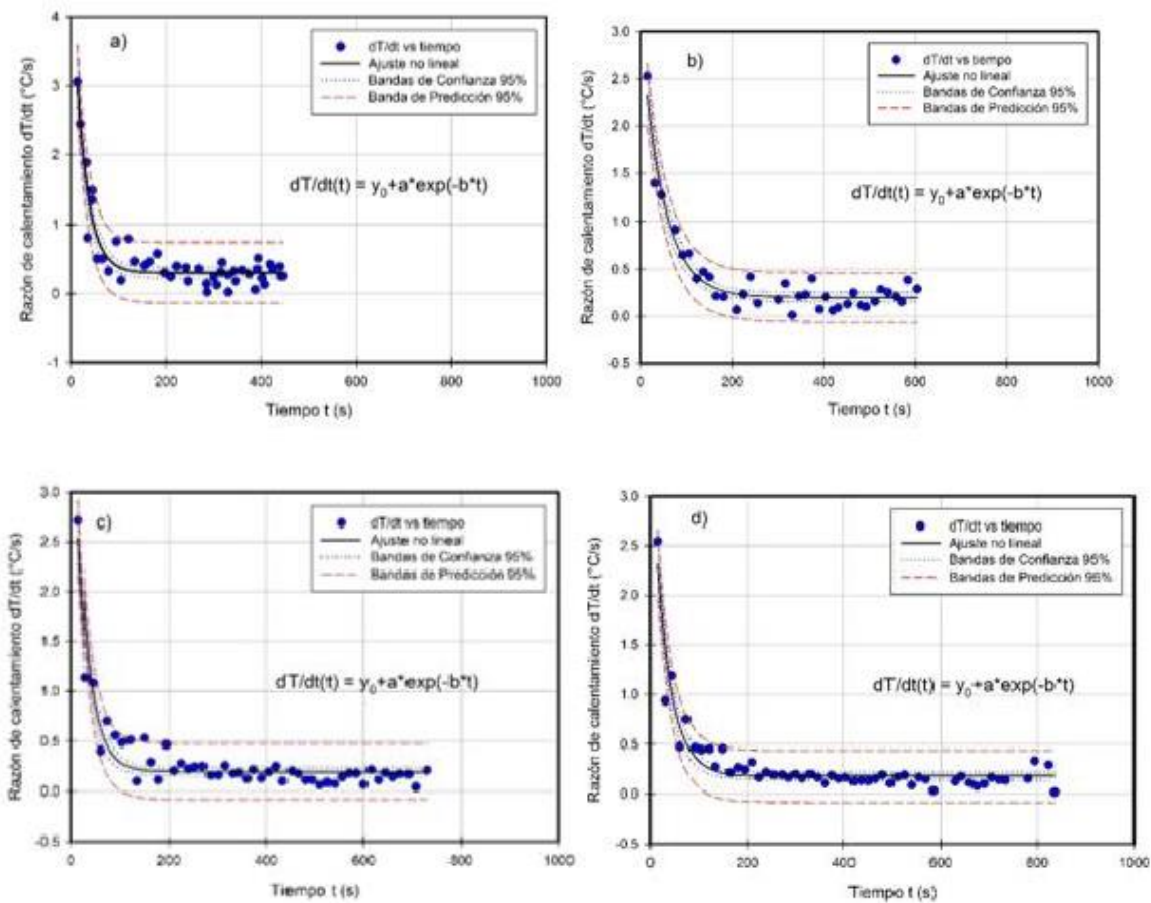 a)
dT/dt vs tiempo
Ajuste no lineal
Bandas de Confianza 95%
Banda de Predicción 95%
dT/dt(t) = y₀+a*exp(-b*t)
Razón de calentamiento dT/dt (°C/s)
4
3
2
1
0
-1
0 200 400 600 800 1000
Tiempo t (s)
b)
dT/dt vs tiempo
Ajuste no lineal
Bandas de Confianza 95%
Bandas de Predicción 95%
dT/dt(t) = y₀+a*exp(-b*t)
Razón de calentamiento dT/dt (°C/s)
3.0
2.5
2.0
1.5
1.0
0.5
0.0
-0.5
0 200 400 600 800 1000
Tiempo t (s)
c)
dT/dt vs tiempo
Ajuste no lineal
Bandas de Confianza 95%
Bandas de Predicción 95%
dT/dt(t) = y₀+a*exp(-b*t)
Razón de calentamiento dT/dt (°C/s)
3.0
2.5
2.0
1.5
1.0
0.5
0.0
-0.5
0 200 400 600 800 1000
Tiempo t (s)
d)
dT/dt vs tiempo
Ajuste no lineal
Bandas de Confianza 95%
Bandas de Predicción 95%
dT/dt(t) = y₀+a*exp(-b*t)
Razón de calentamiento dT/dt (°C/s)
3.0
2.5
2.0
1.5
1.0
0.5
0.0
-0.5
0 200 400 600 800 1000
Tiempo t (s)